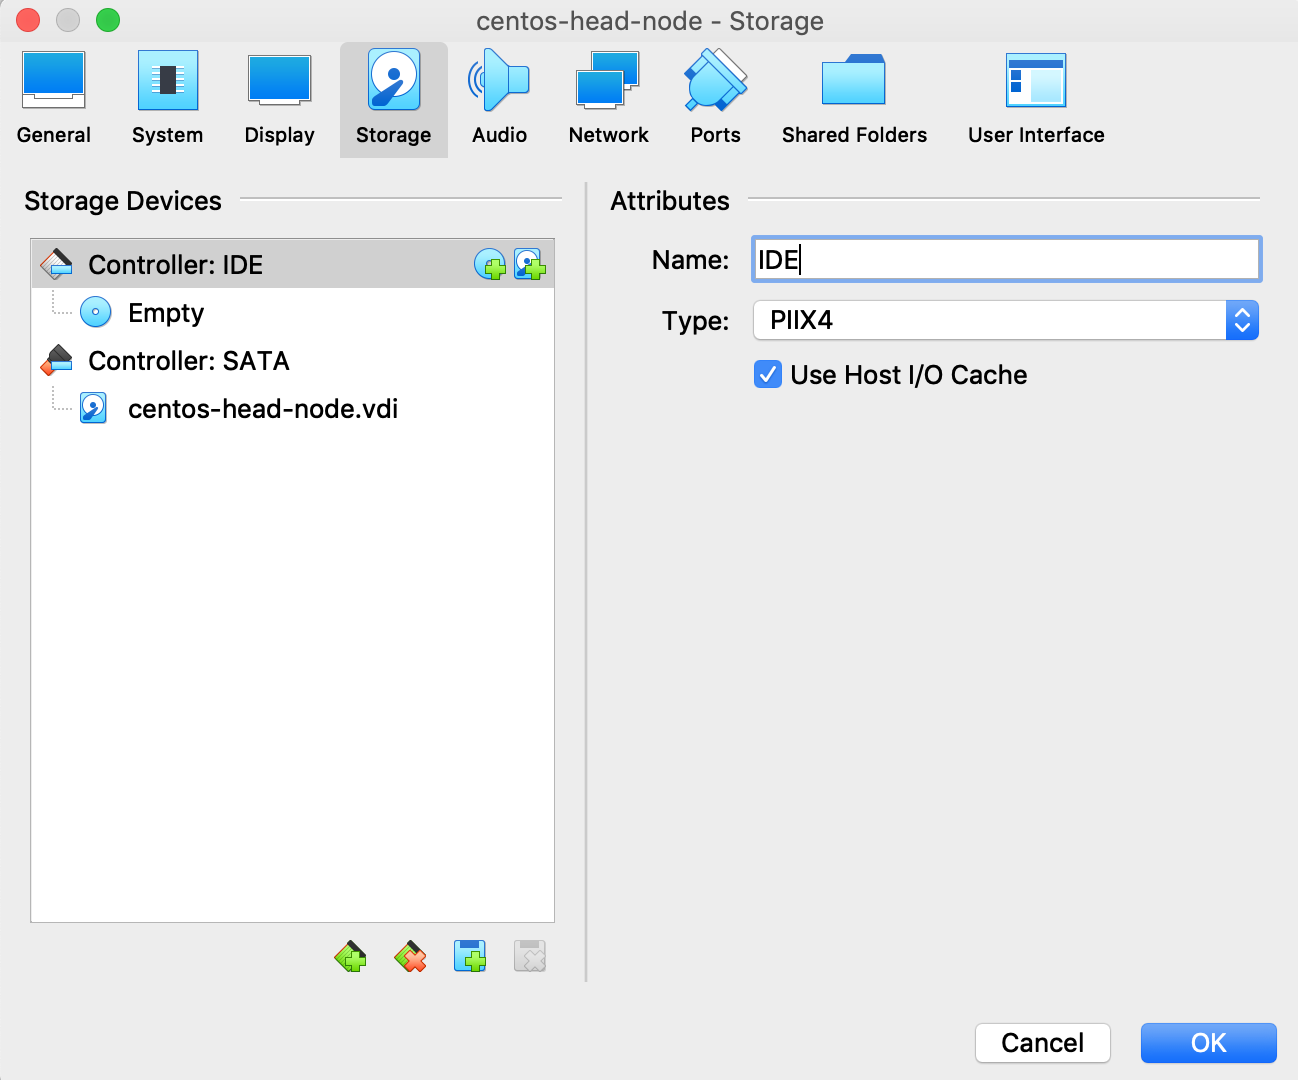 centos-head-node - Storage
General System Display Storage Audio Network Ports Shared Folders User Interface
Storage Devices
Controller: IDE
Empty
Controller: SATA
centos-head-node.vdi
Attributes
Name: IDE
Type: PIIX4
Use Host I/O Cache
Cancel OK